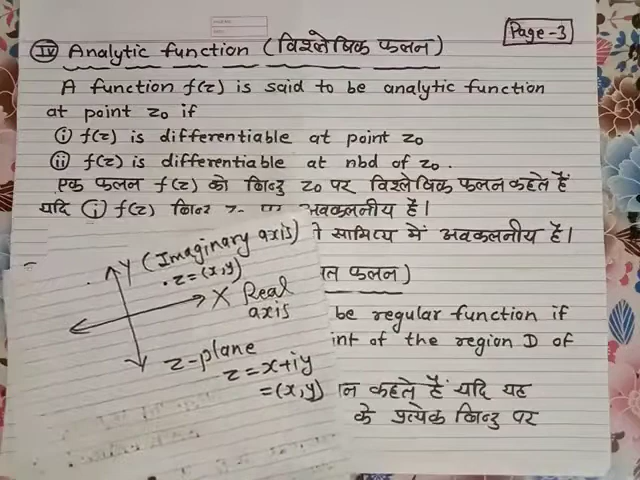 Page-3
IV Analytic function (विश्लेषिक फलन)
A function f(z) is said to be analytic function
at point z₀ if
(i) f(z) is differentiable at point z₀
(ii) f(z) is differentiable at nbd of z₀.
एक फलन f(z) को बिन्दु z₀ पर विश्लेषिक फलन कहते हैं
यदि (i) f(z) बिन्दु पर अवकलनीय है।
सामिप्य में अवकलनीय है।
Y (Imaginary axis)
.z=(x,y)
X Real
axis
z-plane
z=x+iy
=(x,y)
फलन)
be regular function if
of the region D of
कहते हैं यदि यह
के प्रत्येक बिन्दु पर